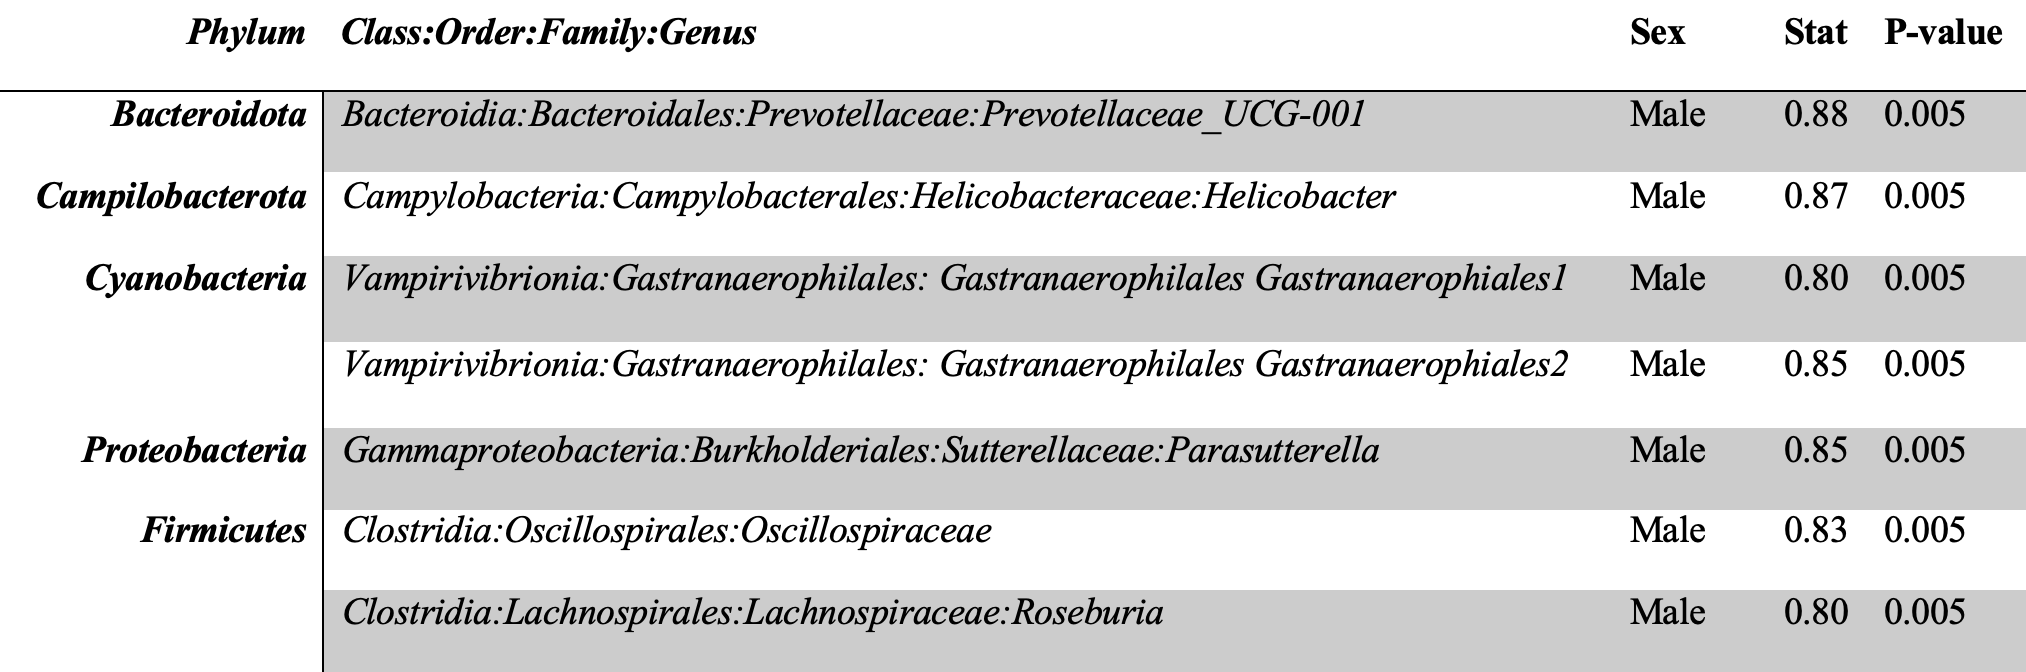 Phylum Class:Order:Family:Genus Sex Stat P-value
Bacteroidota Bacteroidia:Bacteroidales:Prevotellaceae:Prevotellaceae_UCG-001 Male 0.88 0.005
Campilobacterota Campylobacteria:Campylobacterales:Helicobacteraceae:Helicobacter Male 0.87 0.005
Cyanobacteria Vampirivibrionia:Gastranaerophilales: Gastranaerophilales Gastranaerophiales1 Male 0.80 0.005
Vampirivibrionia:Gastranaerophilales: Gastranaerophilales Gastranaerophiales2 Male 0.85 0.005
Proteobacteria Gammaproteobacteria:Burkholderiales:Sutterellaceae:Parasutterella Male 0.85 0.005
Firmicutes Clostridia:Oscillospirales:Oscillospiraceae Male 0.83 0.005
Clostridia:Lachnospirales:Lachnospiraceae:Roseburia Male 0.80 0.005